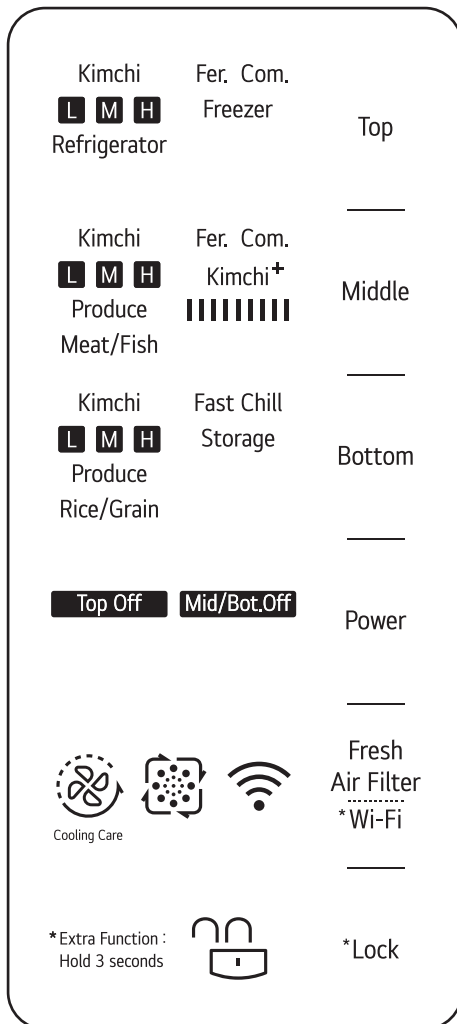 Kimchi Fer. Com.
L M H Freezer
Refrigerator
Top
Kimchi Fer. Com.
L M H Kimchi+
Produce
Meat/Fish
Middle
Kimchi Fast Chill
L M H Storage
Produce
Rice/Grain
Bottom
Top Off Mid/Bot.Off
Power
Cooling Care
Fresh
Air Filter
*Wi-Fi
*Extra Function :
Hold 3 seconds
*Lock